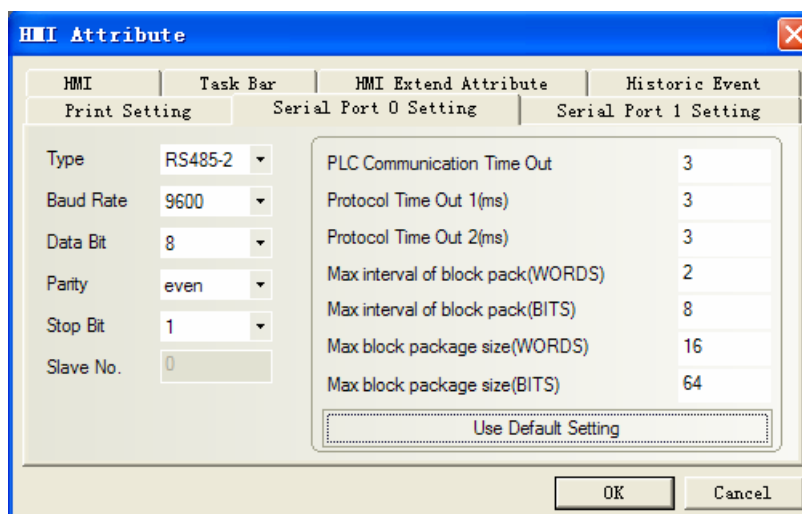 HMI Attribute
HMI Task Bar HMI Extend Attribute Historic Event
Print Setting Serial Port 0 Setting Serial Port 1 Setting
Type RS485-2
Baud Rate 9600
Data Bit 8
Parity even
Stop Bit 1
Slave No. 0
PLC Communication Time Out 3
Protocol Time Out 1(ms) 3
Protocol Time Out 2(ms) 3
Max interval of block pack(WORDS) 2
Max interval of block pack(BITS) 8
Max block package size(WORDS) 16
Max block package size(BITS) 64
Use Default Setting
OK Cancel